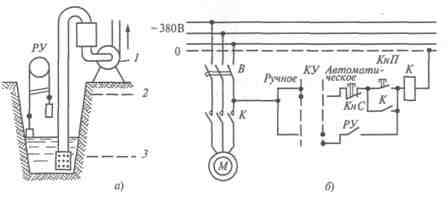 РУ
1
2
3
а)
~380В
0
В
Ручное
КУ
Автомати-
ческое
КнП
К
К
КнС
К
РУ
М
б)